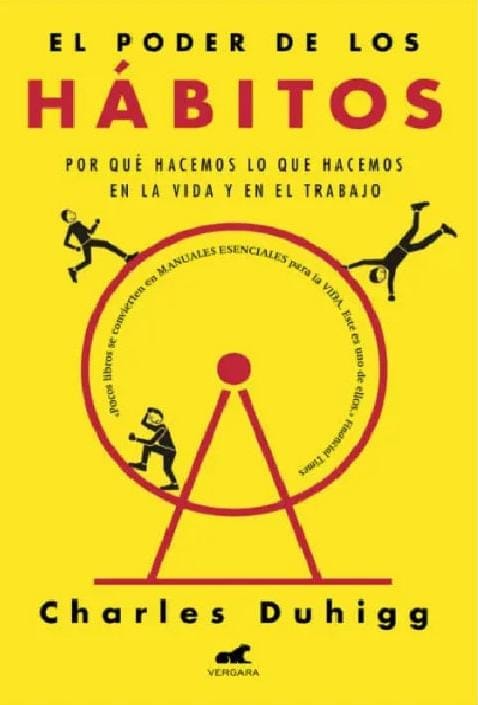 EL PODER DE LOS
HÁBITOS
POR QUÉ HACEMOS LO QUE HACEMOS
EN LA VIDA Y EN EL TRABAJO
«Pocos libros se convierten en MANUALES ESENCIALES para la VIDA. Este es uno de ellos.» Financial Times
Charles Duhigg
VERGARA